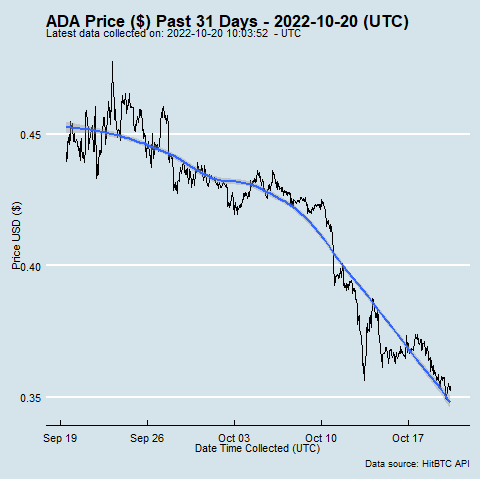 ADA Price ($) Past 31 Days - 2022-10-20 (UTC)
Latest data collected on: 2022-10-20 10:03:52 - UTC
0.45
0.40
0.35
Price USD ($)
Sep 19 Sep 26 Oct 03 Oct 10 Oct 17
Date Time Collected (UTC)
Data source: HitBTC API